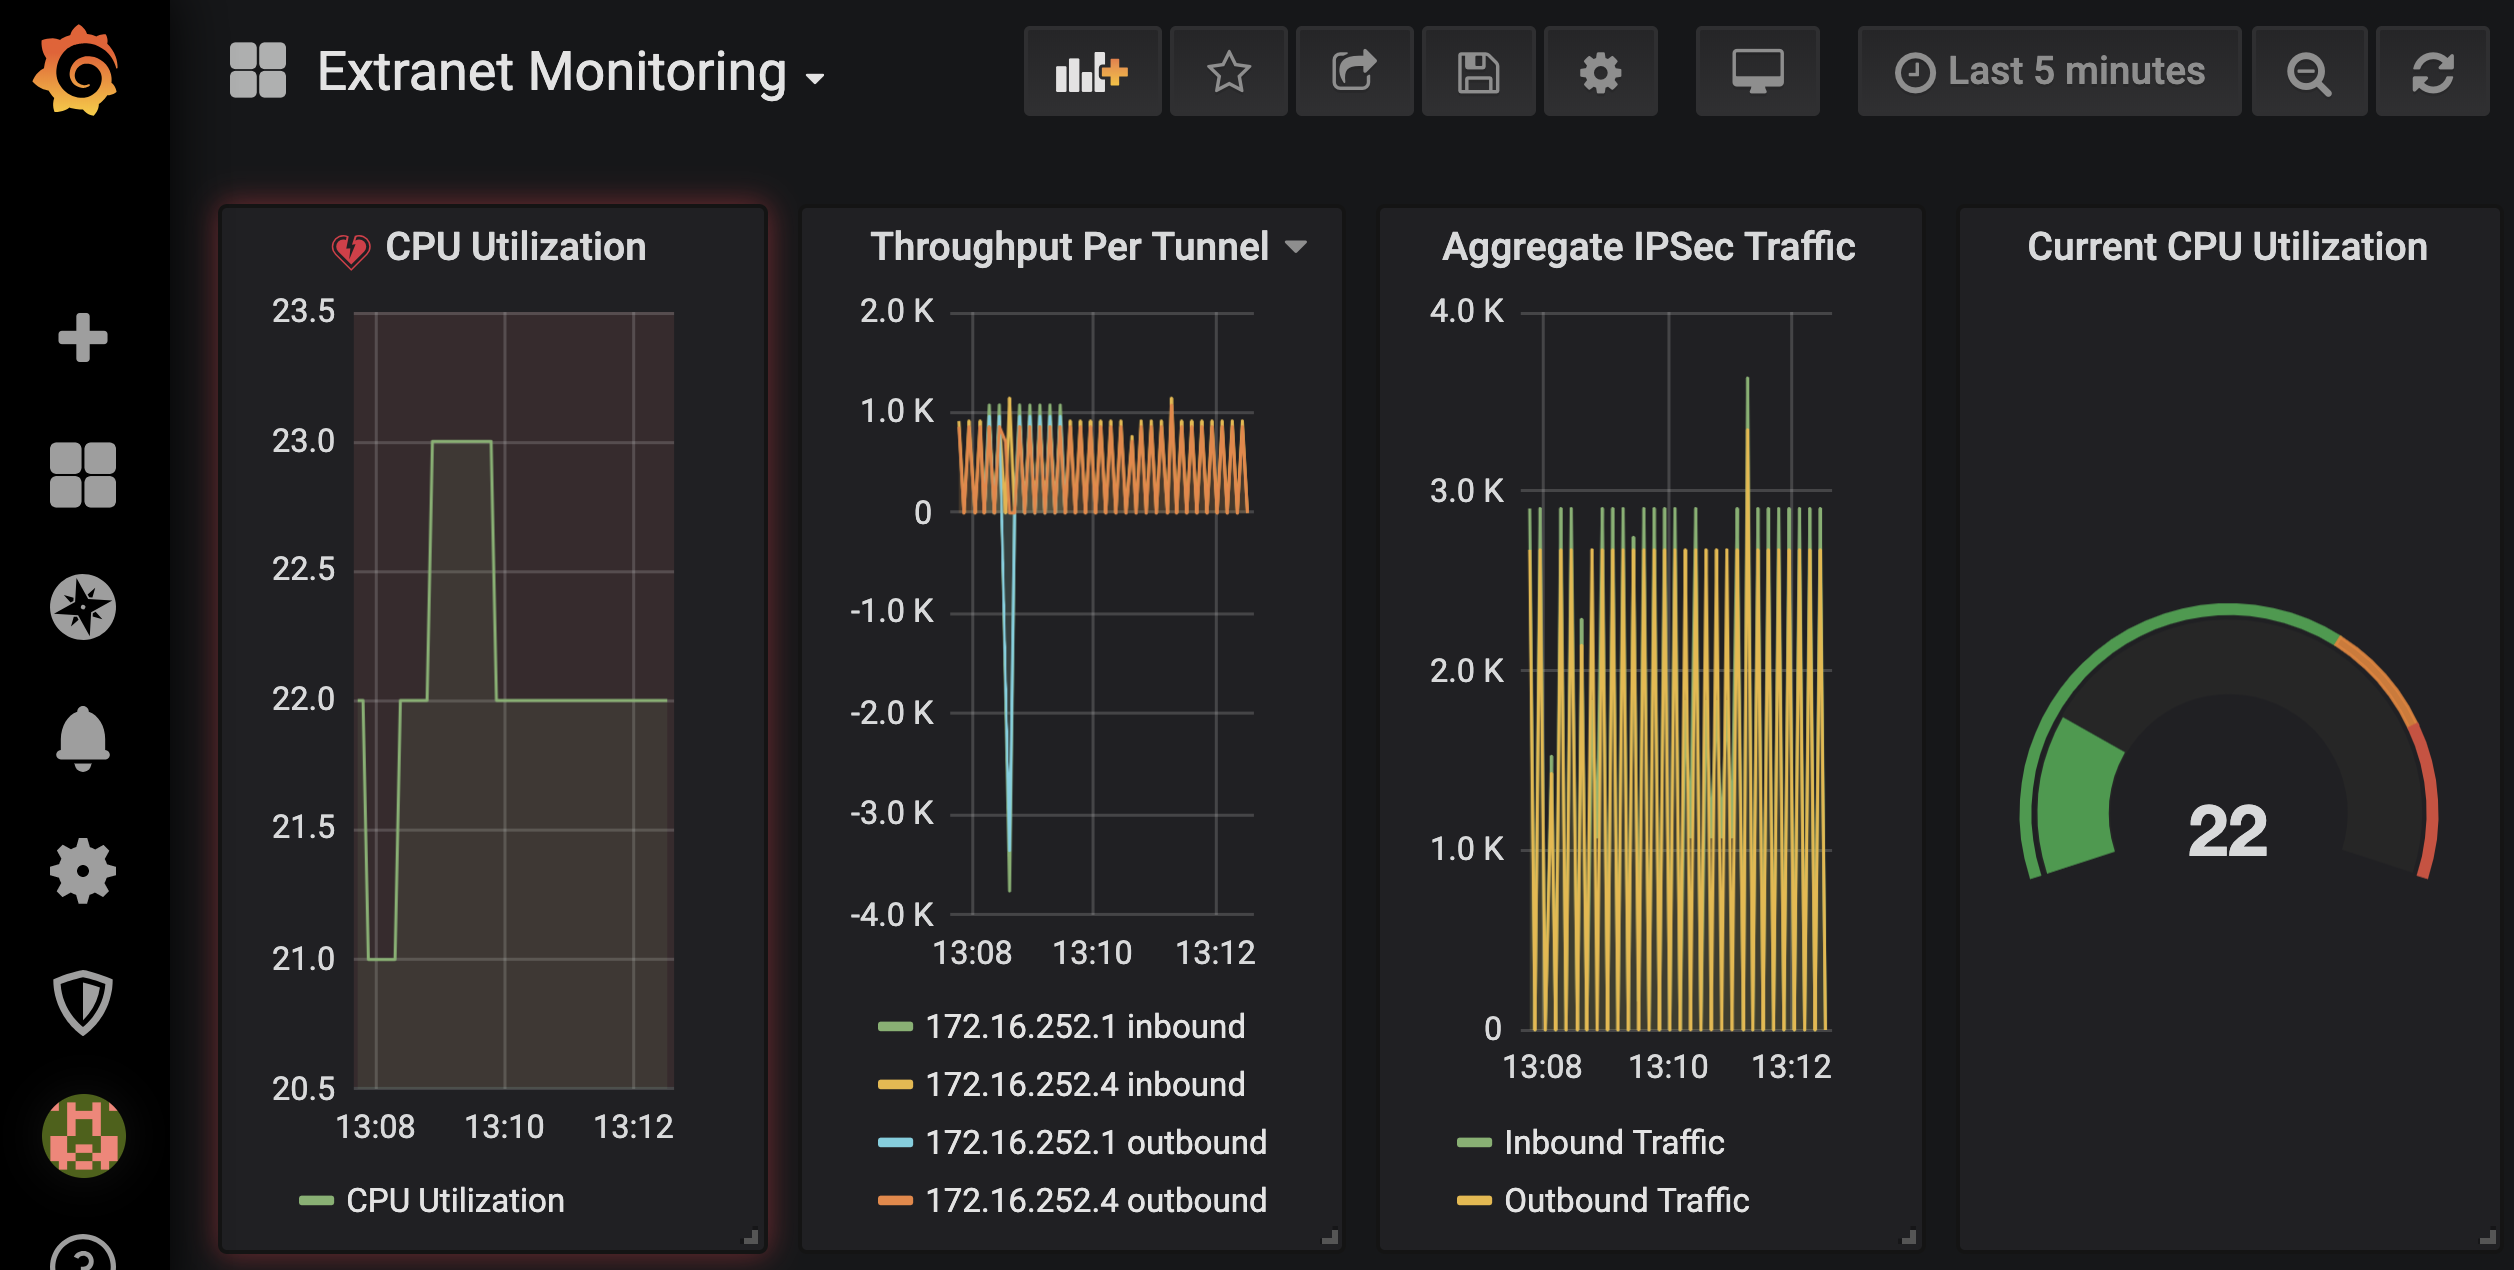 Extranet Monitoring
Last 5 minutes
CPU Utilization
23.5
23.0
22.5
22.0
21.5
21.0
20.5
13:08 13:10 13:12
CPU Utilization
Throughput Per Tunnel
2.0 K
1.0 K
0
-1.0 K
-2.0 K
-3.0 K
-4.0 K
13:08 13:10 13:12
172.16.252.1 inbound
172.16.252.4 inbound
172.16.252.1 outbound
172.16.252.4 outbound
Aggregate IPSec Traffic
4.0 K
3.0 K
2.0 K
1.0 K
0
13:08 13:10 13:12
Inbound Traffic
Outbound Traffic
Current CPU Utilization
22